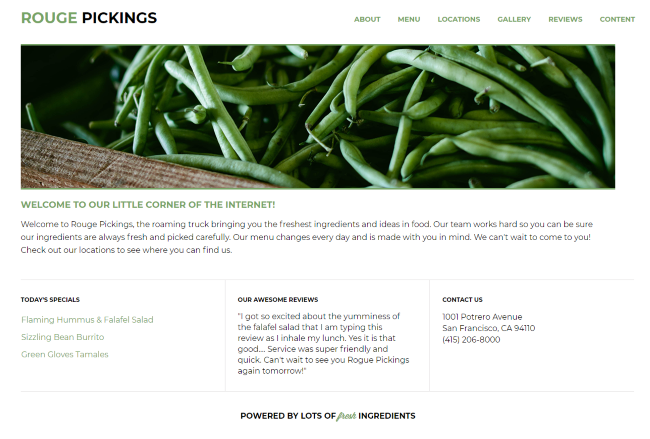 ROUGE PICKINGS
ABOUT MENU LOCATIONS GALLERY REVIEWS CONTENT
WELCOME TO OUR LITTLE CORNER OF THE INTERNET!
Welcome to Rouge Pickings, the roaming truck bringing you the freshest ingredients and ideas in food. Our team works hard so you can be sure
our ingredients are always fresh and picked carefully. Our menu changes every day and is made with you in mind. We can't wait to come to you!
Check out our locations to see where you can find us.
TODAY'S SPECIALS
Flaming Hummus & Falafel Salad
Sizzling Bean Burrito
Green Gloves Tamales
OUR AWESOME REVIEWS
"I got so excited about the yumminess of
the falafel salad that I am typing this
review as I inhale my lunch. Yes it is that
good.... Service was super friendly and
quick. Can't wait to see you Rogue Pickings
again tomorrow!"
CONTACT US
1001 Potrero Avenue
San Francisco, CA 94110
(415) 206-8000
POWERED BY LOTS OF fresh INGREDIENTS